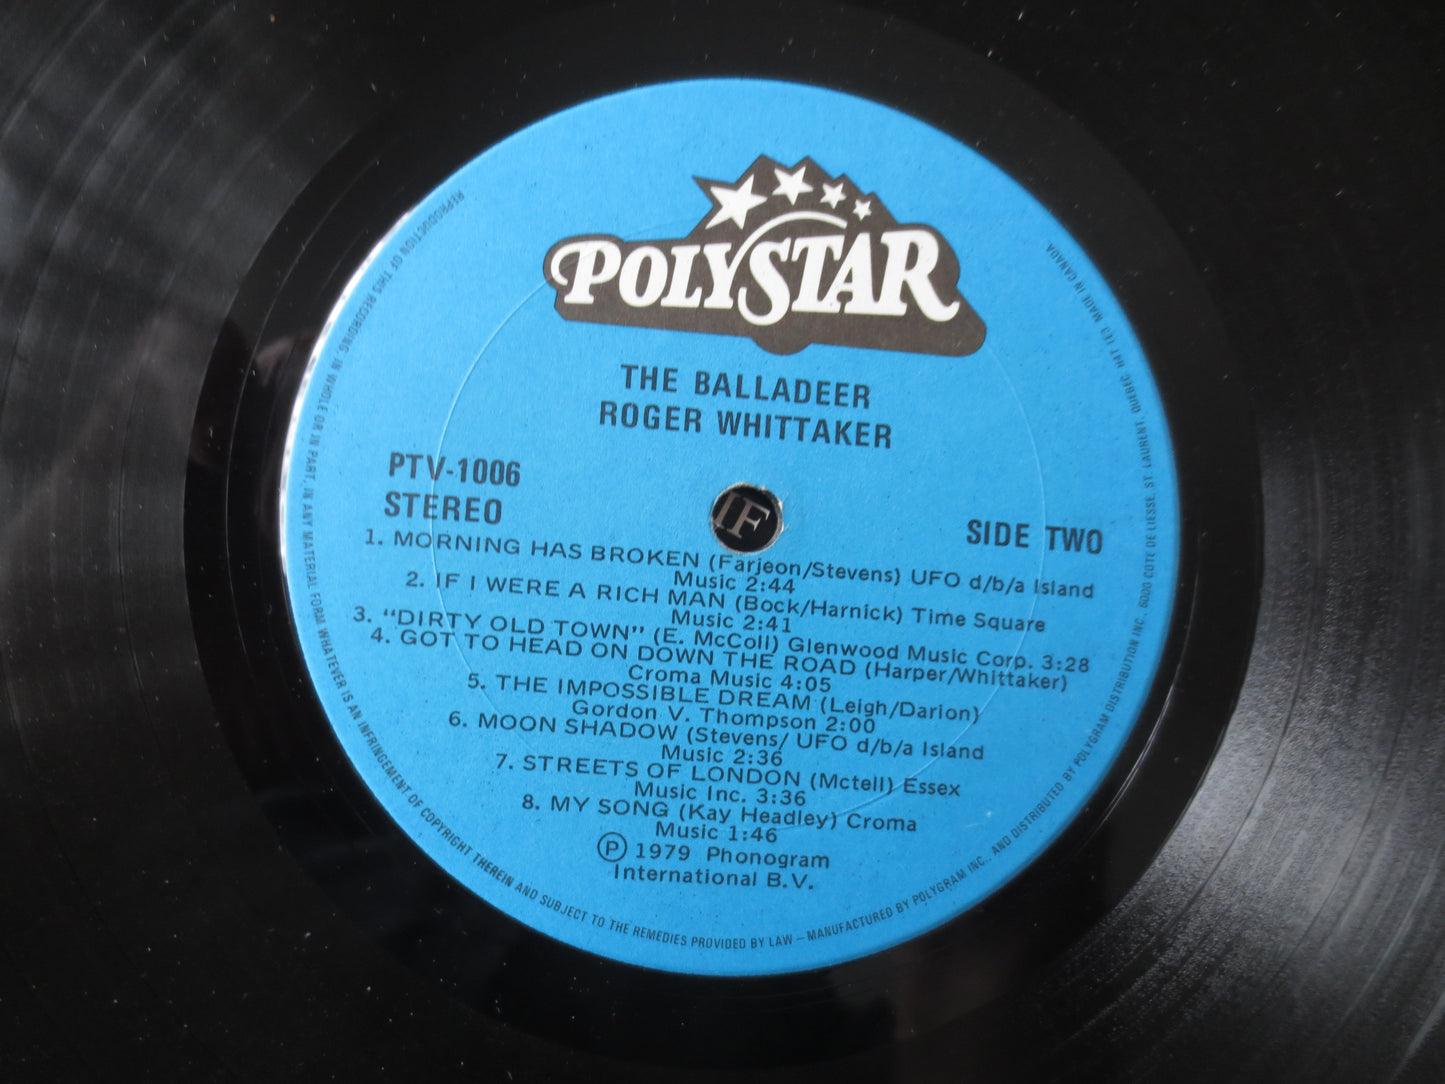 POLYSTAR
THE BALLADEER
ROGER WHITTAKER
PTV-1006
STEREO
IF
SIDE TWO
1. MORNING HAS BROKEN (Farjeon/Stevens) UFO d/b/a Island
Music 2:44
2. IF I WERE A RICH MAN (Bock/Harnick) Time Square
Music 2:41
3. "DIRTY OLD TOWN" (E. McColl) Glenwood Music Corp. 3:28
4. GOT TO HEAD ON DOWN THE ROAD (Harper/Whittaker)
Croma Music 4:05
5. THE IMPOSSIBLE DREAM (Leigh/Darion)
Gordon V. Thompson 2:00
6. MOON SHADOW (Stevens/ UFO d/b/a Island
Music 2:36
7. STREETS OF LONDON (Mctell) Essex
Music Inc. 3:36
8. MY SONG (Kay Headley) Croma
Music 1:46
Ⓟ 1979 Phonogram
International B.V.
REPRODUCTION OF THIS RECORDING, IN WHOLE OR IN PART, IN ANY MATERIAL FORM WHATEVER IS AN INFRINGEMENT OF COPYRIGHT THEREIN AND SUBJECT TO THE REMEDIES PROVIDED BY LAW — MANUFACTURED BY POLYGRAM INC., AND DISTRIBUTED BY POLYGRAM DISTRIBUTION INC. 6000 COTE DE LIESSE, ST. LAURENT, QUEBEC H4T 1E3 MADE IN CANADA